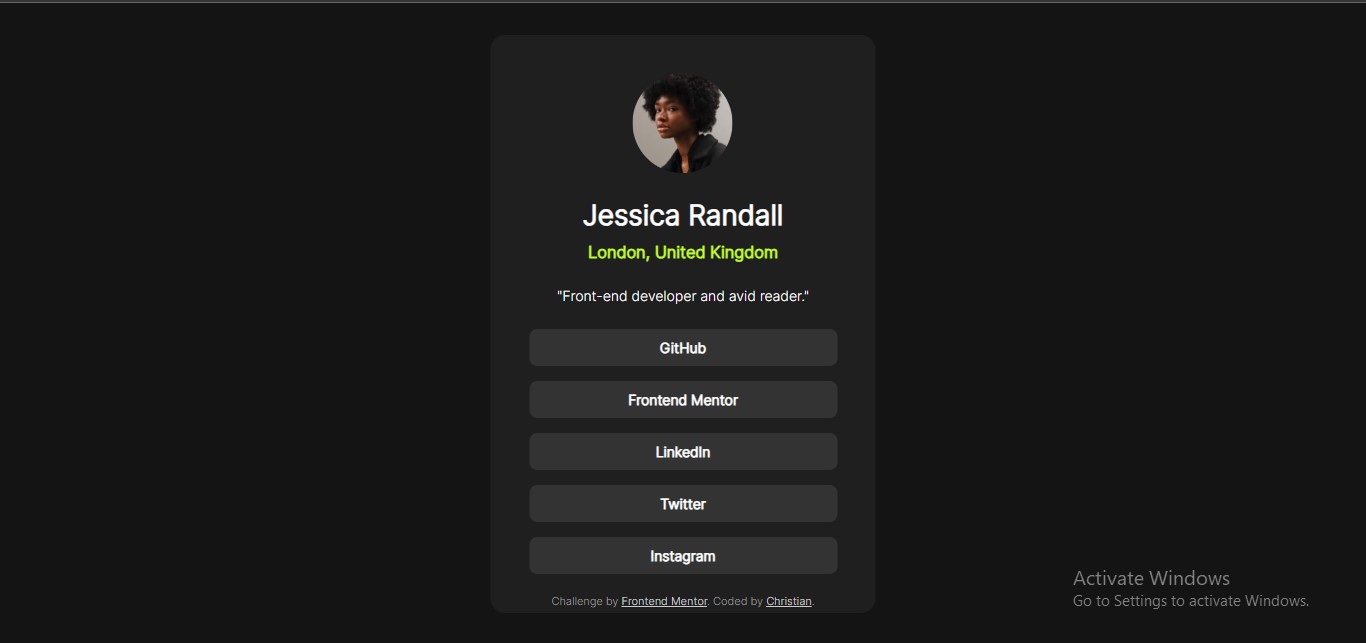 Jessica Randall
London, United Kingdom
"Front-end developer and avid reader."
GitHub
Frontend Mentor
LinkedIn
Twitter
Instagram
Challenge by Frontend Mentor. Coded by Christian.
Activate Windows
Go to Settings to activate Windows.